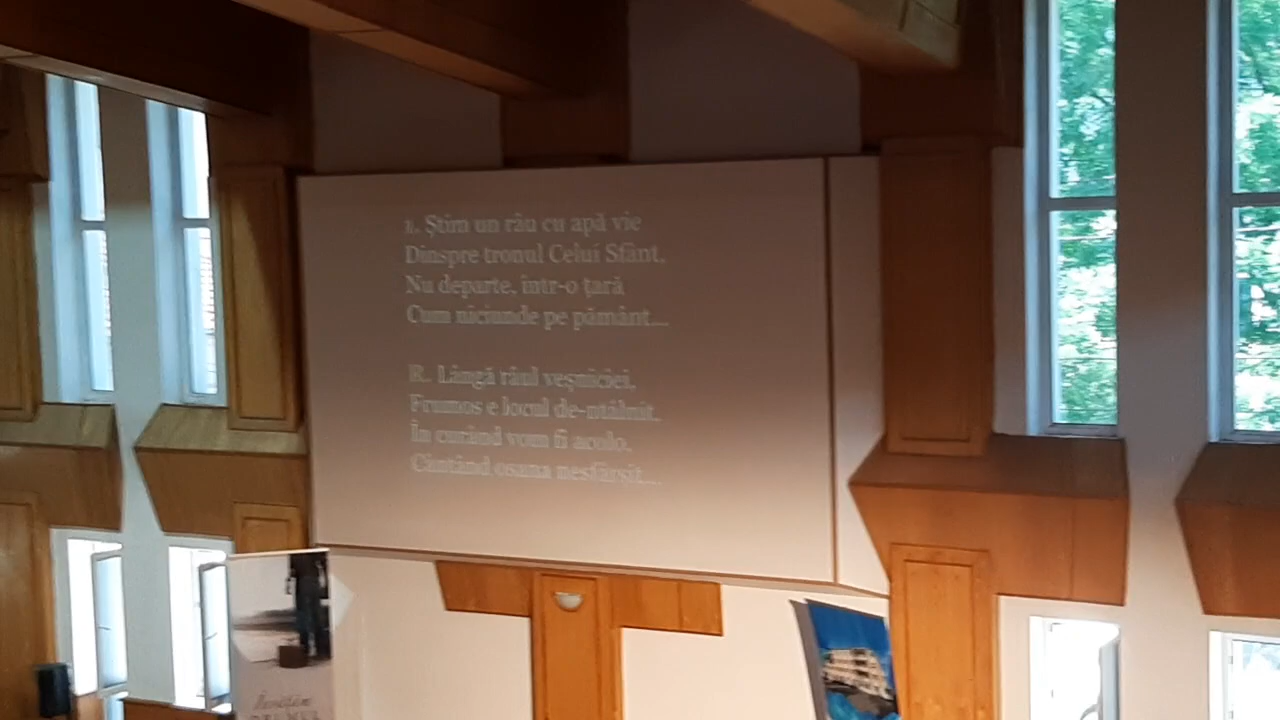 1. Știm un râu cu apă vie
Dinspre tronul Celui Sfânt,
Nu departe, într-o țară
Cum niciunde pe pământ...
R. Lângă râul veșniciei,
Frumos e locul de-ntâlnit.
În curând vom fi acolo,
Cântând osana nesfârșit...
Învățăm